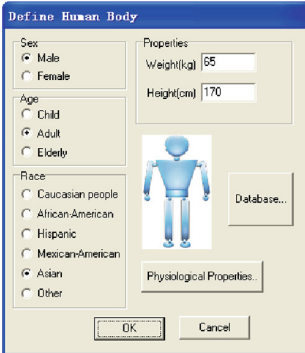 Define Human Body
Sex
Male
Female
Age
Child
Adult
Elderly
Race
Caucasian people
African-American
Hispanic
Mexican-American
Asian
Other
Properties
Weight(kg) 65
Height(cm) 170
Database...
Physiological Properties..
OK Cancel